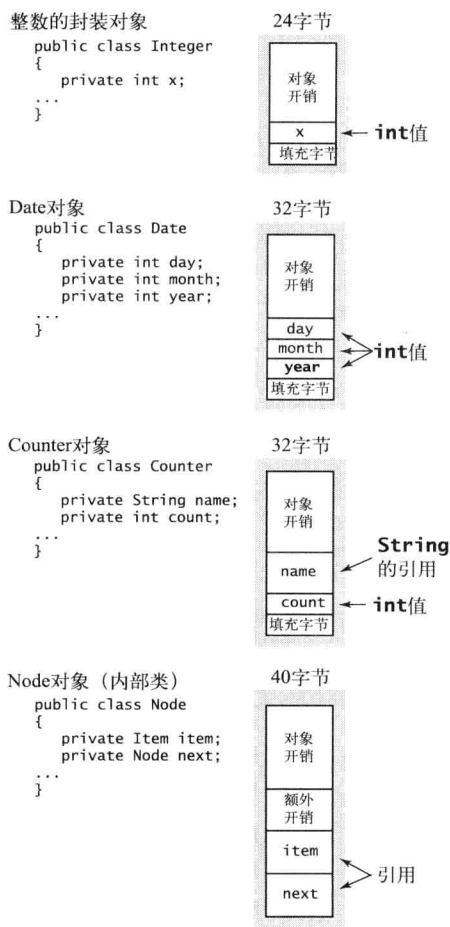 整数的封装对象
24字节
public class Integer
{
private int x;
...
}
对象
开销
x
填充字节
int值
Date对象
32字节
public class Date
{
private int day;
private int month;
private int year;
...
}
对象
开销
day
month
year
填充字节
int值
Counter对象
32字节
public class Counter
{
private String name;
private int count;
...
}
对象
开销
name
count
填充字节
String
的引用
int值
Node对象（内部类）
40字节
public class Node
{
private Item item;
private Node next;
...
}
对象
开销
额外
开销
item
next
引用